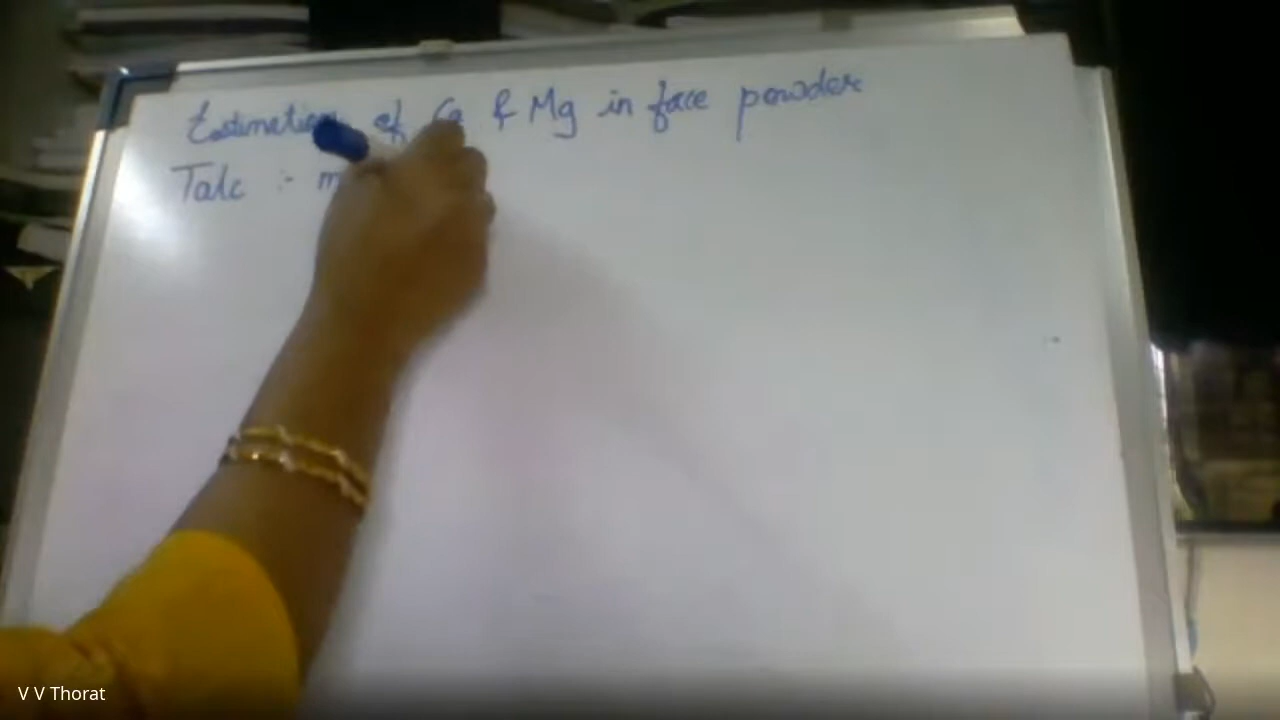 Estimation of Ca & Mg in face powder
Talc :- m
V V Thorat